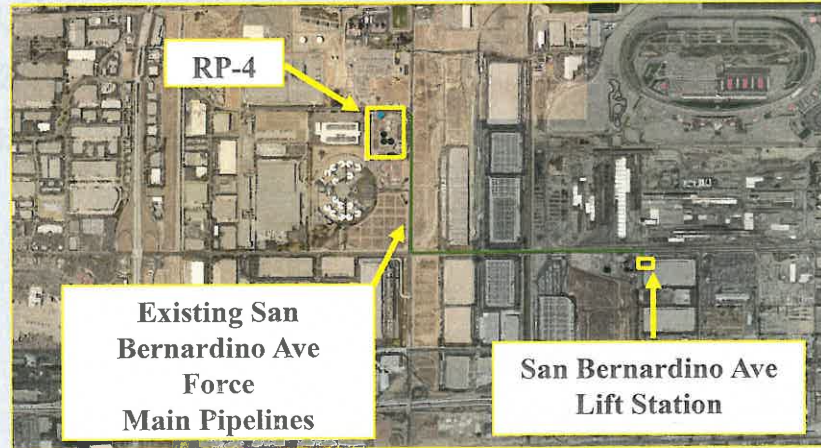 RP-4
Existing San
Bernardino Ave
Force
Main Pipelines
San Bernardino Ave
Lift Station